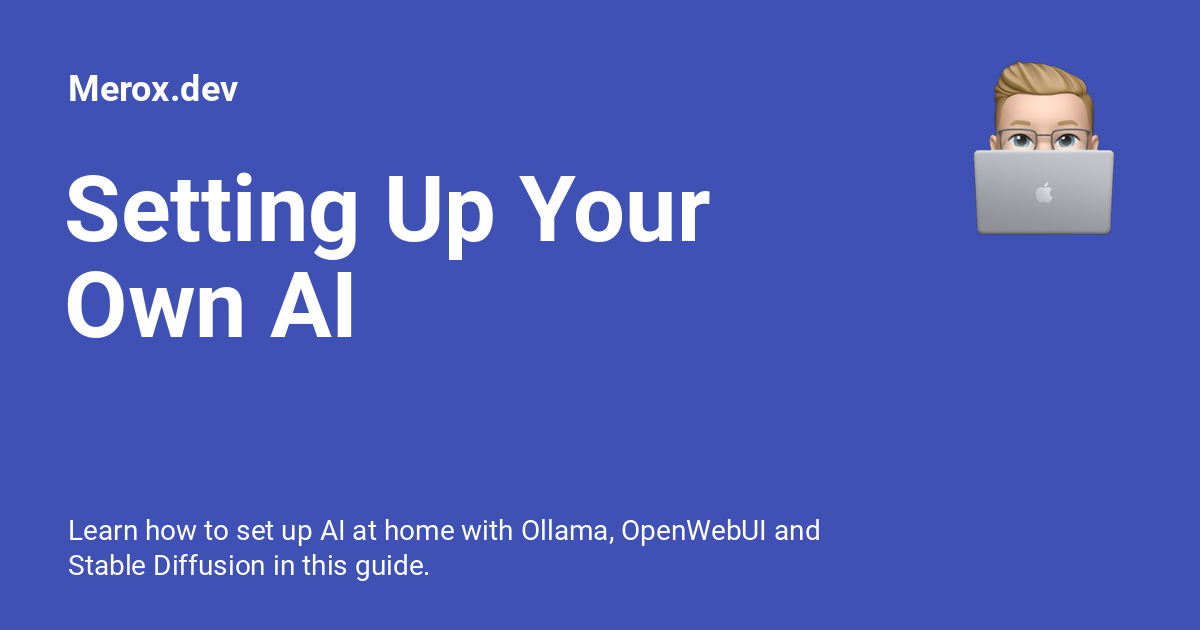 Merox.dev
Setting Up Your
Own AI
Learn how to set up AI at home with Ollama, OpenWebUI and
Stable Diffusion in this guide.